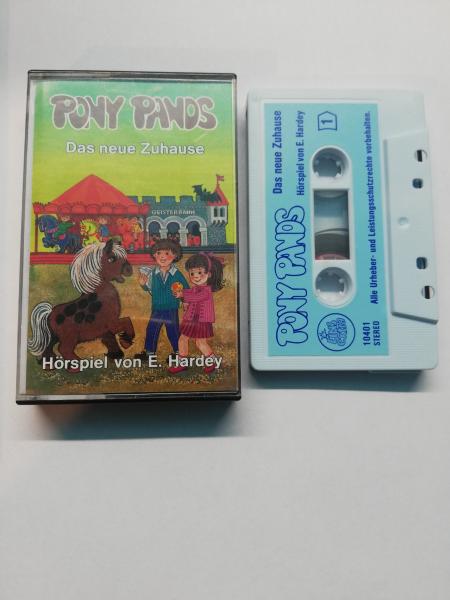 PONY PANDS
Das neue Zuhause
GEISTERBAHN
Hörspiel von E. Hardey
PONY PANDS
Das neue Zuhause
Hörspiel von E. Hardey
1
10401
STEREO
Alle Urheber- und Leistungsschutzrechte vorbehalten.